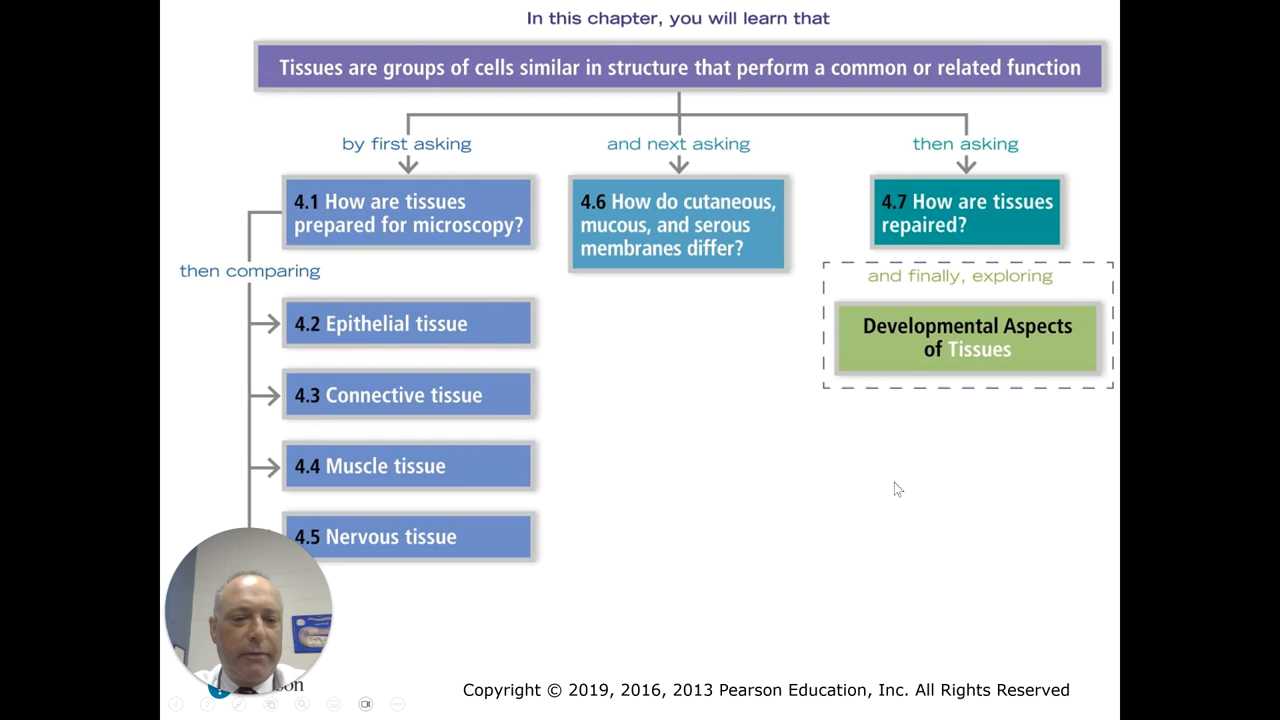 In this chapter, you will learn that
Tissues are groups of cells similar in structure that perform a common or related function
by first asking
and next asking
then asking
4.1 How are tissues
prepared for microscopy?
4.6 How do cutaneous,
mucous, and serous
membranes differ?
4.7 How are tissues
repaired?
then comparing
and finally, exploring
4.2 Epithelial tissue
Developmental Aspects
of Tissues
4.3 Connective tissue
4.4 Muscle tissue
4.5 Nervous tissue
Copyright © 2019, 2016, 2013 Pearson Education, Inc. All Rights Reserved